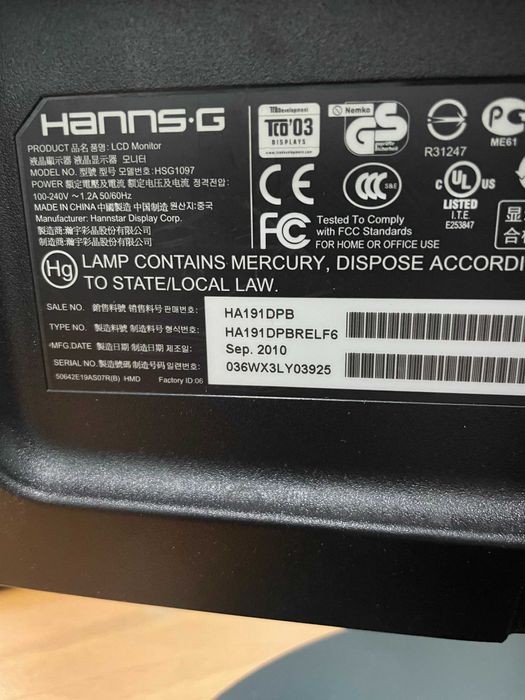 HANNS·G
PRODUCT 品名 품명: LCD Monitor
液晶顯示器 液晶显示器 모니터
MODEL NO. 型號 型号 모델번호: HSG1097
POWER 額定電壓及電流 额定电压及电流 정격전압:
100-240V ~ 1.2A 50/60Hz
MADE IN CHINA 中國製造 中国制造 원산지:중국
Manufacturer: Hannstar Display Corp.
製造商: 瀚宇彩晶股份有限公司
制造商: 瀚宇彩晶股份有限公司
TCO Development
TCO'03
DISPLAYS
www.tcodevelopment.com
Nemko
GS
geprüfte
Sicherheit
R31247
ME61
CE
CCC
S&E
C UL US
LISTED
I.T.E.
E253847
FC
Tested To Comply
with FCC Standards
FOR HOME OR OFFICE USE
Hg
LAMP CONTAINS MERCURY, DISPOSE ACCORDI
TO STATE/LOCAL LAW.
SALE NO. 銷售料號 销售料号 판매번호: HA191DPB
TYPE NO. 製造料號 制造料号 형식번호: HA191DPBRELF6
MFG.DATE 製造日期 制造日期 제조일: Sep. 2010
SERIAL NO. 製造號碼 制造号码 일련번호: 036WX3LY03925
50642E19AS07R(B) HMD Factory ID:06